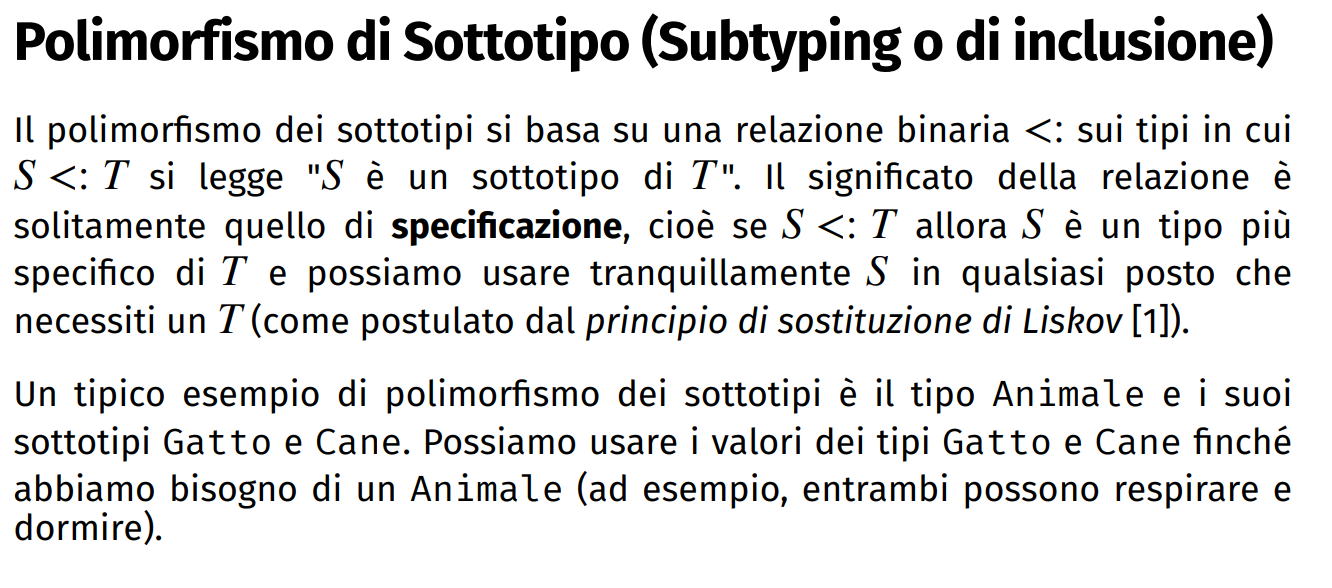 Polimorfismo di Sottotipo (Subtyping o di inclusione)
Il polimorfismo dei sottotipi si basa su una relazione binaria <: sui tipi in cui
S <: T si legge "S è un sottotipo di T". Il significato della relazione è
solitamente quello di specificazione, cioè se S <: T allora S è un tipo più
specifico di T e possiamo usare tranquillamente S in qualsiasi posto che
necessiti un T (come postulato dal principio di sostituzione di Liskov [1]).
Un tipico esempio di polimorfismo dei sottotipi è il tipo Animale e i suoi
sottotipi Gatto e Cane. Possiamo usare i valori dei tipi Gatto e Cane finché
abbiamo bisogno di un Animale (ad esempio, entrambi possono respirare e
dormire).